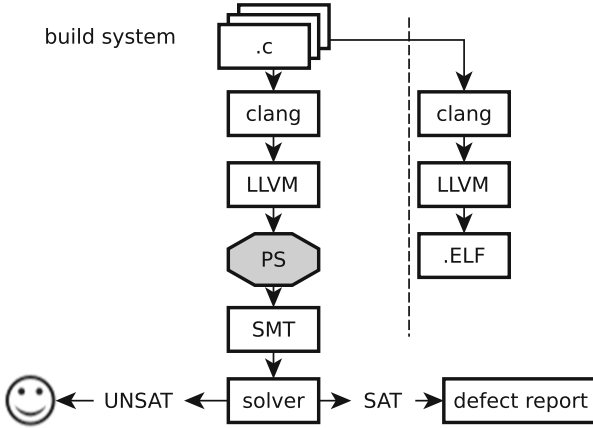 build system
.c
clang
clang
LLVM
LLVM
PS
.ELF
SMT
UNSAT
solver
SAT
defect report